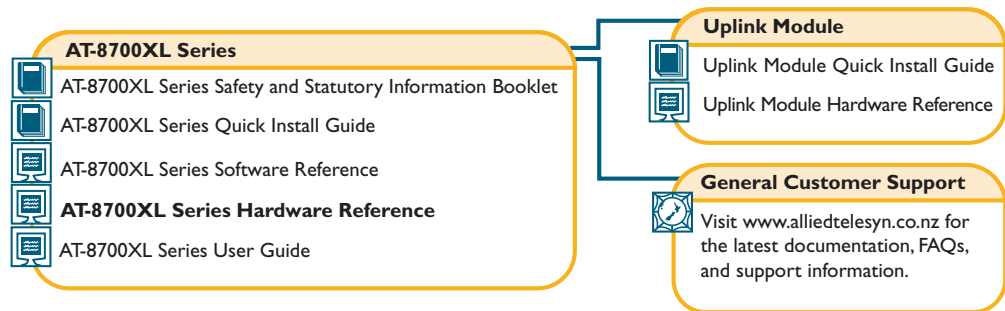 AT-8700XL Series
AT-8700XL Series Safety and Statutory Information Booklet
AT-8700XL Series Quick Install Guide
AT-8700XL Series Software Reference
AT-8700XL Series Hardware Reference
AT-8700XL Series User Guide
Uplink Module
Uplink Module Quick Install Guide
Uplink Module Hardware Reference
General Customer Support
Visit www.alliedtelesyn.co.nz for
the latest documentation, FAQs,
and support information.